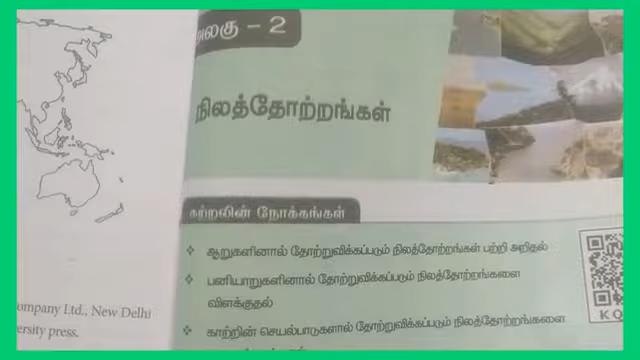 அலகு - 2
நிலத்தோற்றங்கள்
கற்றலின் நோக்கங்கள்
❖ ஆறுகளினால் தோற்றுவிக்கப்படும் நிலத்தோற்றங்கள் பற்றி அறிதல்
❖ பனியாறுகளினால் தோற்றுவிக்கப்படும் நிலத்தோற்றங்களை
விளக்குதல்
❖ காற்றின் செயல்பாடுகளால் தோற்றுவிக்கப்படும் நிலத்தோற்றங்களை
ompany Ltd., New Delhi
ersity press.